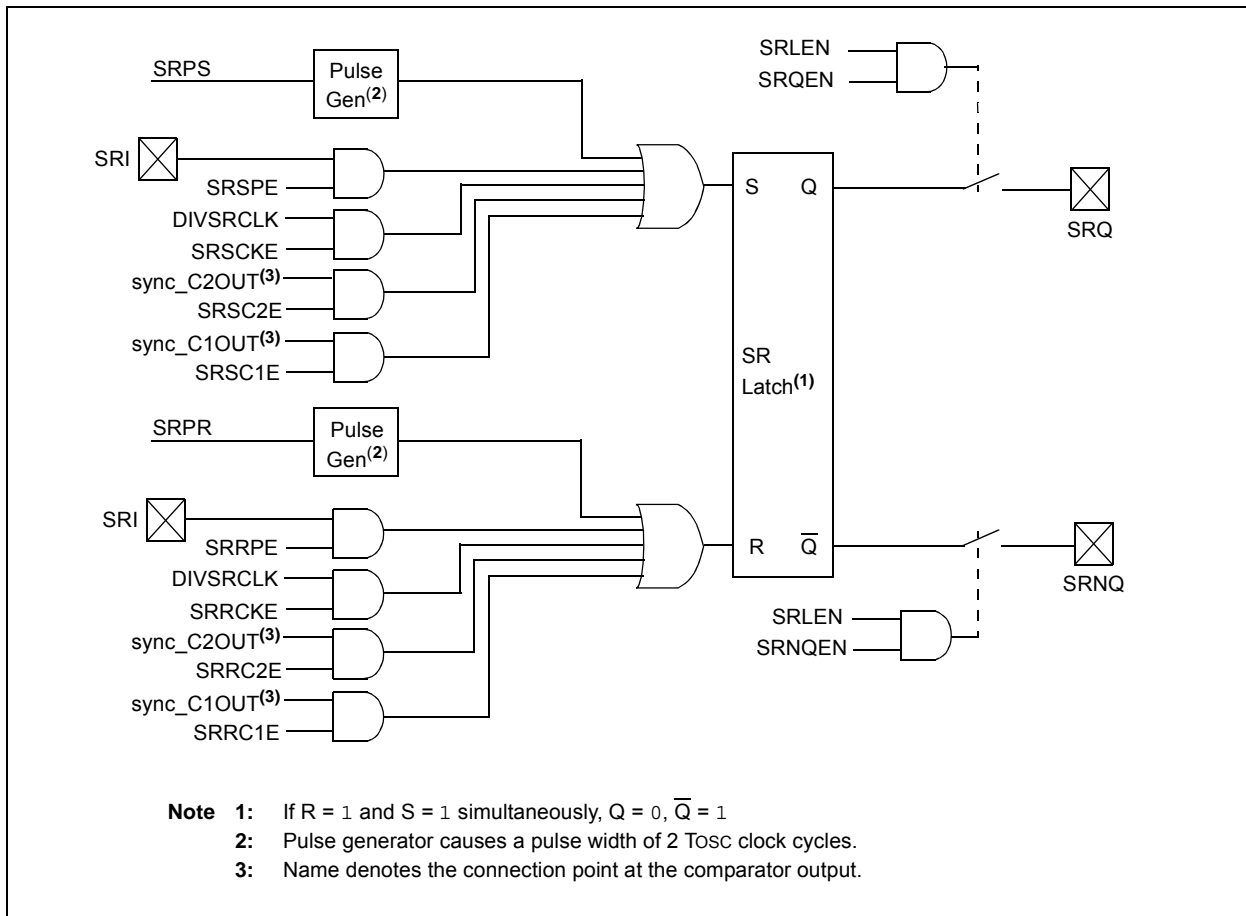 SRPS
Pulse
Gen(2)
SRI
SRSPE
DIVSRCLK
SRSCKE
sync_C2OUT(3)
SRSC2E
sync_C1OUT(3)
SRSC1E
SRPR
Pulse
Gen(2)
SRI
SRRPE
DIVSRCLK
SRRCKE
sync_C2OUT(3)
SRRC2E
sync_C1OUT(3)
SRRC1E
S Q
SR
Latch(1)
R Q̅
SRLEN
SRQEN
SRQ
SRLEN
SRNQEN
SRNQ
Note 1: If R = 1 and S = 1 simultaneously, Q = 0, Q̅ = 1
2: Pulse generator causes a pulse width of 2 TOSC clock cycles.
3: Name denotes the connection point at the comparator output.